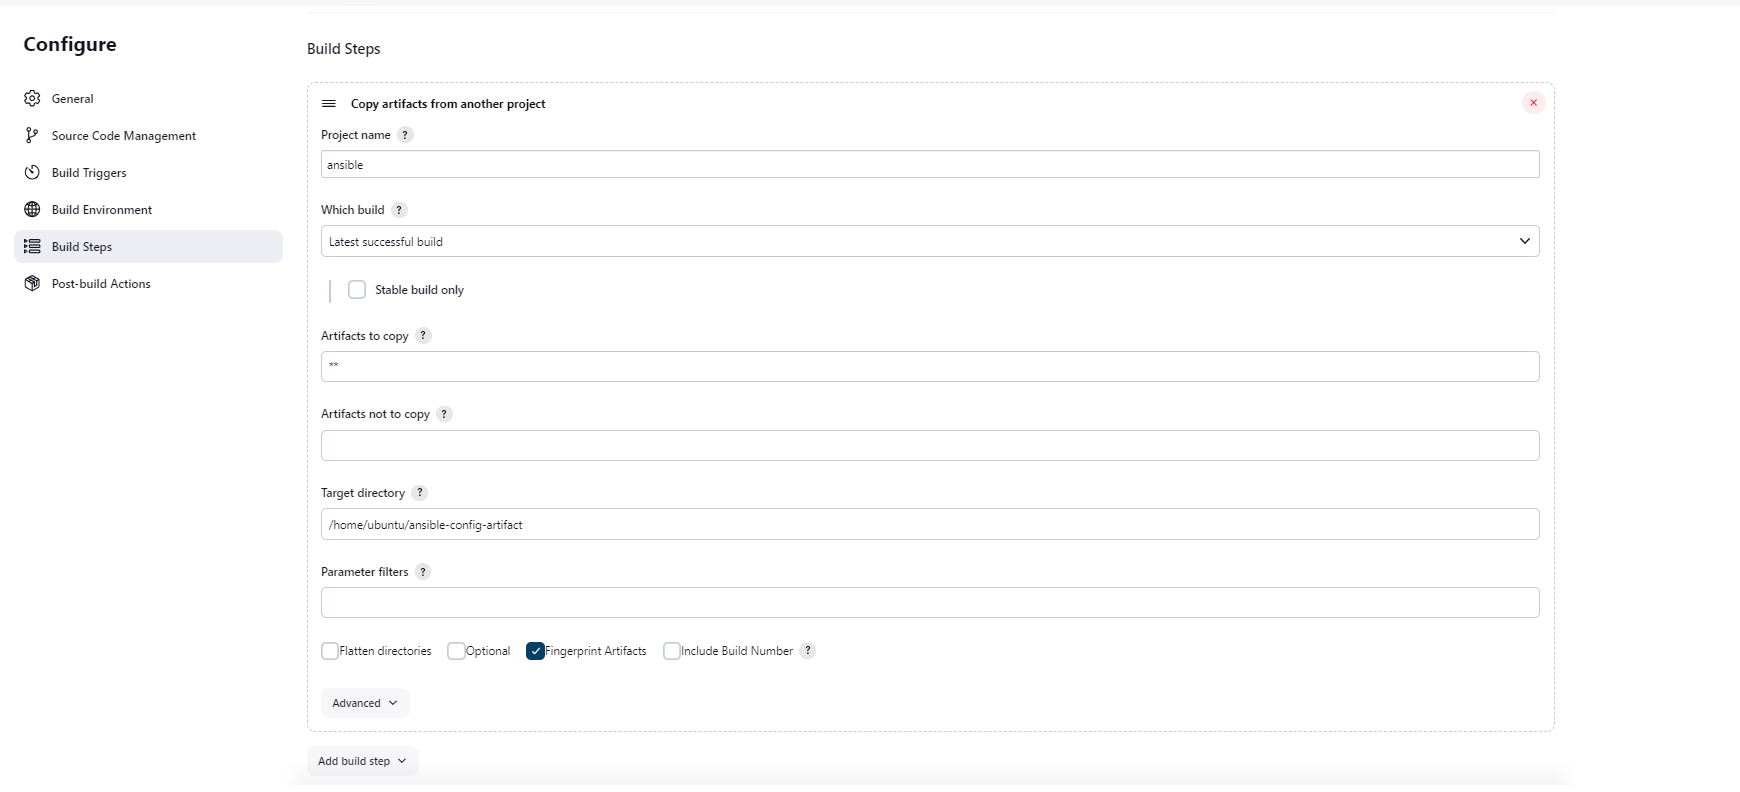 Configure
General
Source Code Management
Build Triggers
Build Environment
Build Steps
Post-build Actions
Build Steps
Copy artifacts from another project
Project name ?
ansible
Which build ?
Latest successful build
Stable build only
Artifacts to copy ?
**
Artifacts not to copy ?
Target directory ?
/home/ubuntu/ansible-config-artifact
Parameter filters ?
Flatten directories Optional Fingerprint Artifacts Include Build Number ?
Advanced
Add build step